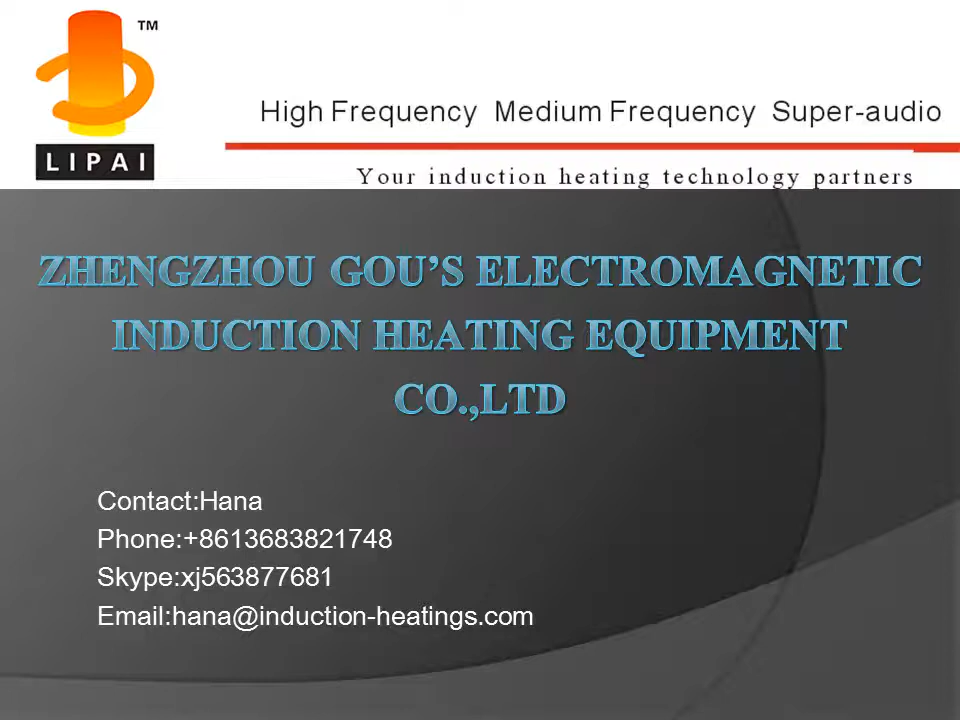 TM
LIPAI
High Frequency Medium Frequency Super-audio
Your induction heating technology partners
ZHENGZHOU GOU’S ELECTROMAGNETIC
INDUCTION HEATING EQUIPMENT
CO.,LTD
Contact:Hana
Phone:+8613683821748
Skype:xj563877681
Email:hana@induction-heatings.com